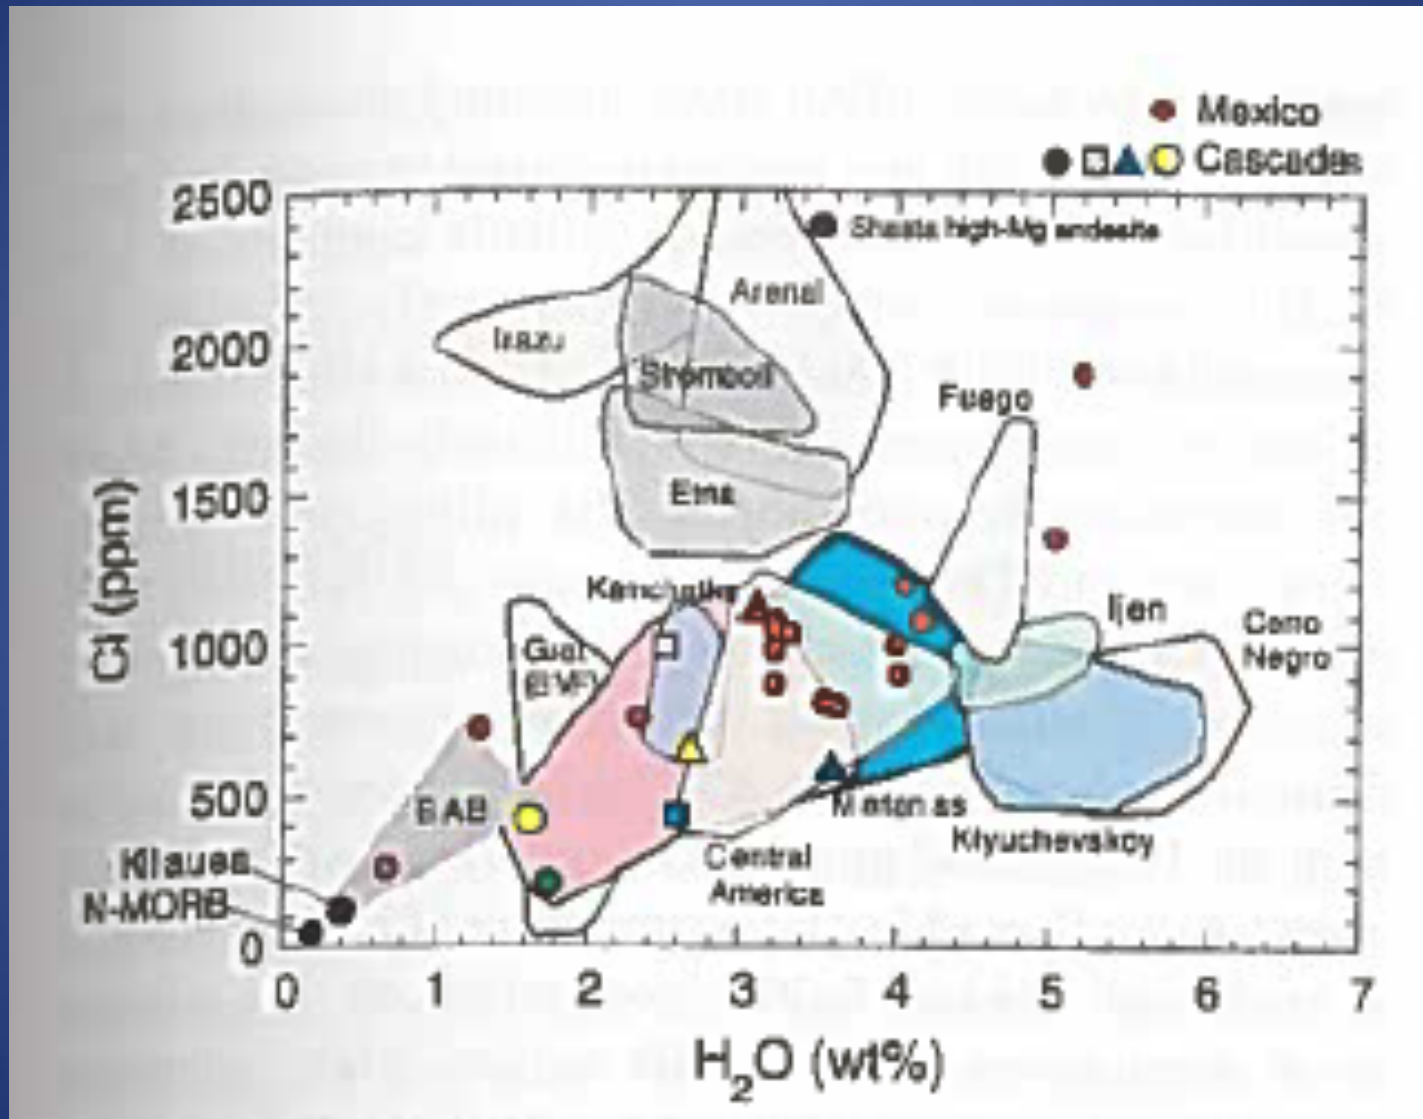 Mexico
Cascades
2500
Shasta high-Mg andesite
Arenal
Irazu
2000
Stromboli
Fuego
1500
Etna
Cl (ppm)
Kamchatka
Ijen
Cerro
Negro
1000
Guat
500
BAB
Klyuchevskoy
Kilauea
Central
America
N-MORB
0
0 1 2 3 4 5 6 7
H₂O (wt%)